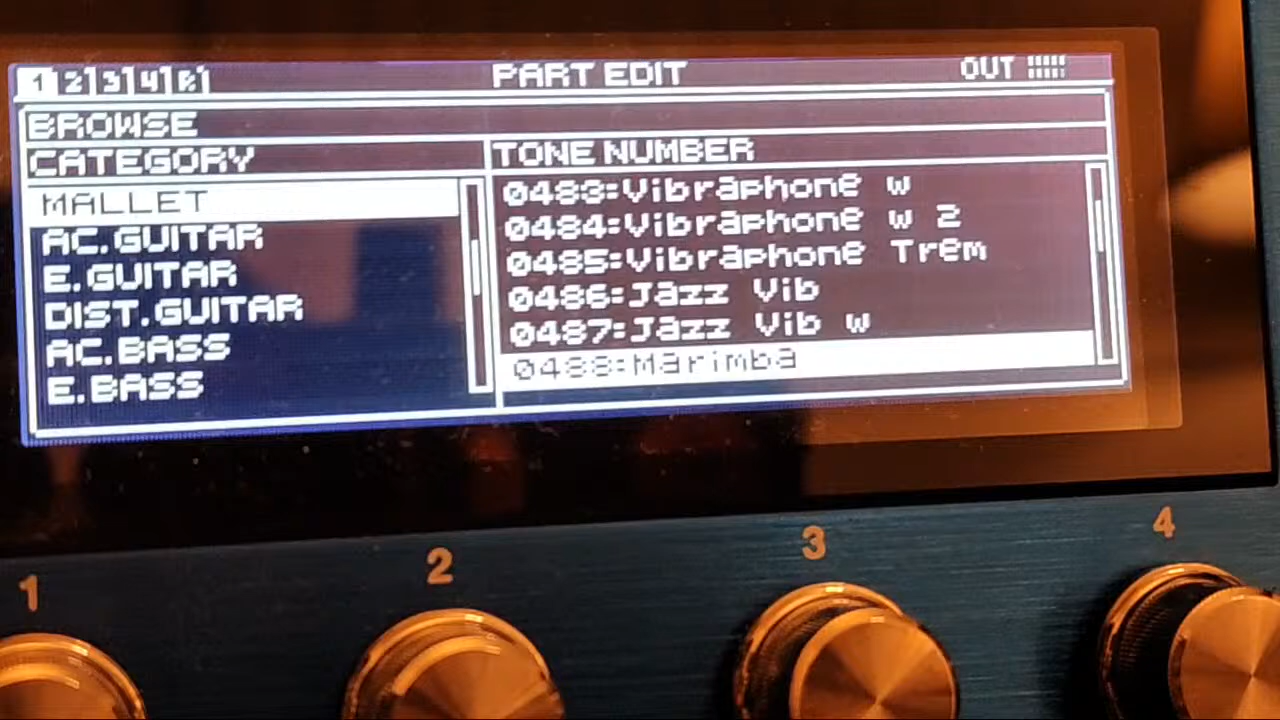 1 2 3 4 R
PART EDIT
OUT
BROWSE
CATEGORY
TONE NUMBER
MALLET
AC.GUITAR
E.GUITAR
DIST.GUITAR
AC.BASS
E.BASS
0483:Vibraphone w
0484:Vibraphone w 2
0485:Vibraphone Trem
0486:Jazz Vib
0487:Jazz Vib w
0488:Marimba
1
2
3
4